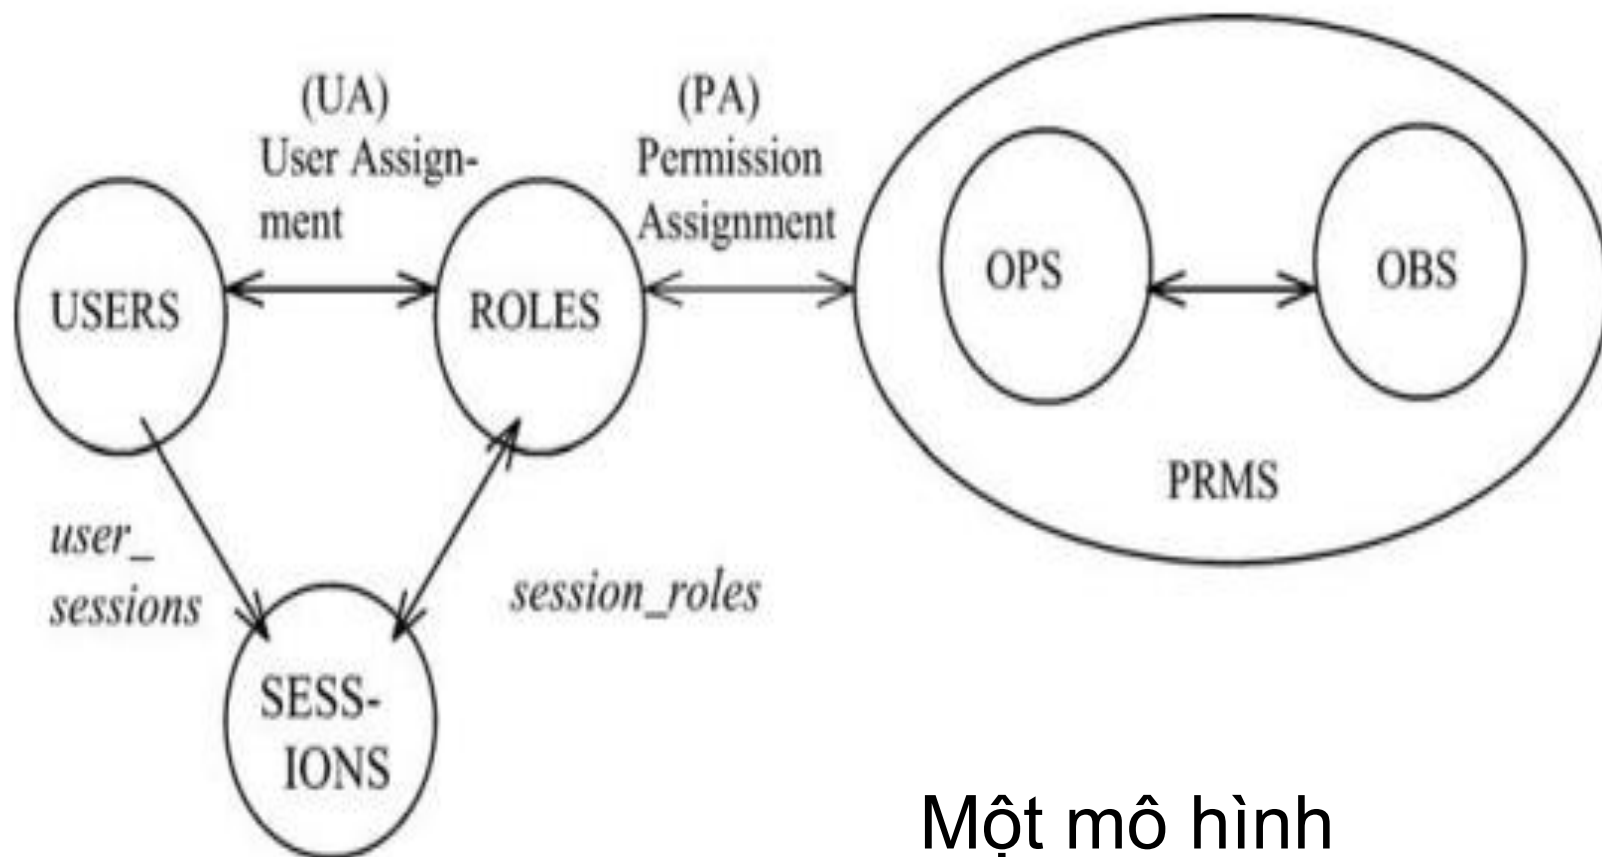 (UA)
User Assign-
ment
(PA)
Permission
Assignment
USERS
ROLES
OPS
OBS
PRMS
user_
sessions
session_roles
SESS-
IONS
Một mô hình